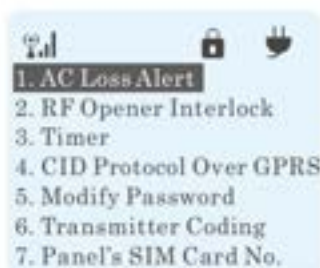 1. AC Loss Alert
2. RF Opener Interlock
3. Timer
4. CID Protocol Over GPRS
5. Modify Password
6. Transmitter Coding
7. Panel's SIM Card No.